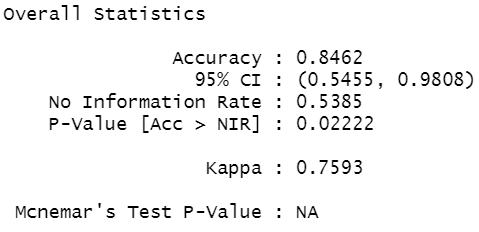 Overall Statistics
Accuracy : 0.8462
95% CI : (0.5455, 0.9808)
No Information Rate : 0.5385
P-Value [Acc > NIR] : 0.02222
Kappa : 0.7593
Mcnemar's Test P-Value : NA